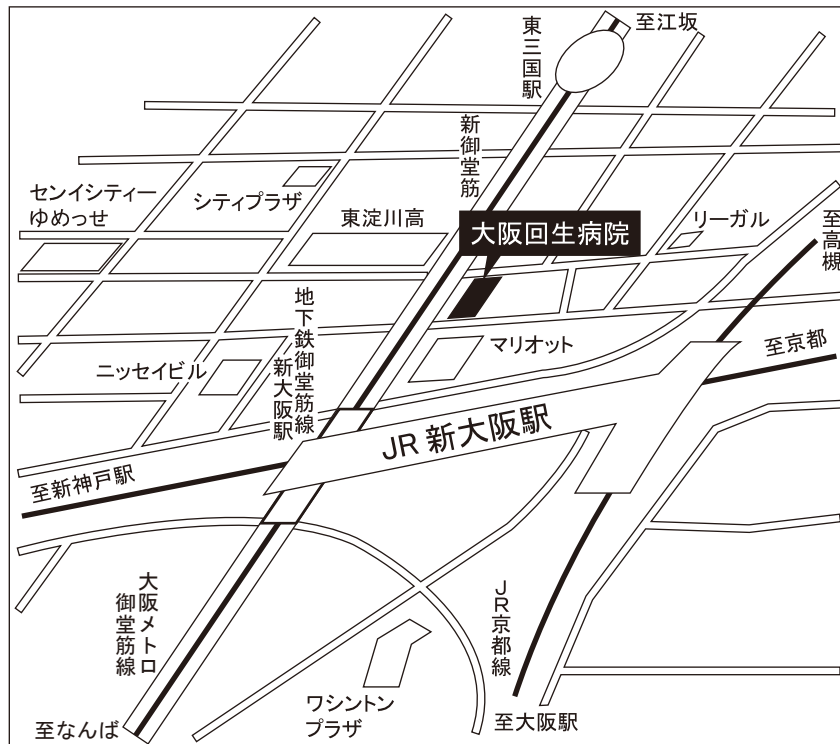 至江坂
東三国駅
新御堂筋
センイシティー
ゆめっせ
シティプラザ
東淀川高
大阪回生病院
リーガル
至高槻
地下鉄御堂筋線
新大阪駅
ニッセイビル
マリオット
至京都
JR 新大阪駅
至新神戸駅
大阪メトロ
御堂筋線
JR京都線
ワシントン
プラザ
至なんば
至大阪駅